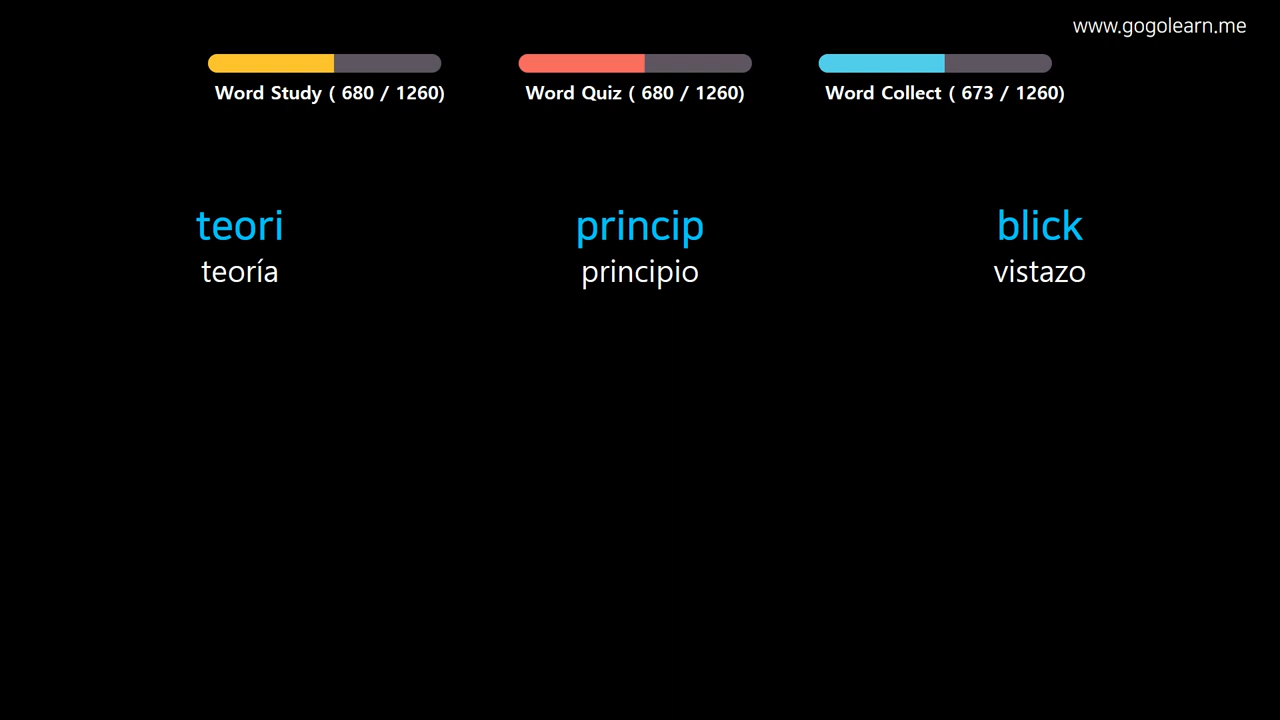 www.gogolearn.me
Word Study ( 680 / 1260)
Word Quiz ( 680 / 1260)
Word Collect ( 673 / 1260)
teori
teoría
princip
principio
blick
vistazo